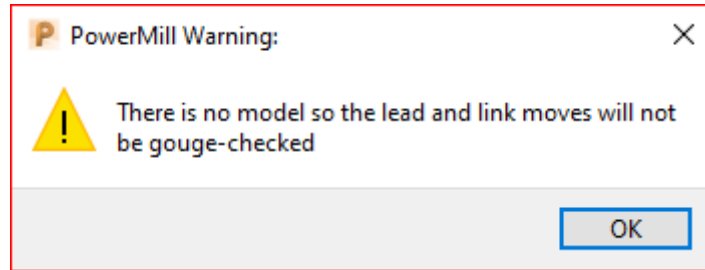 PowerMill Warning:
There is no model so the lead and link moves will not
be gouge-checked
OK